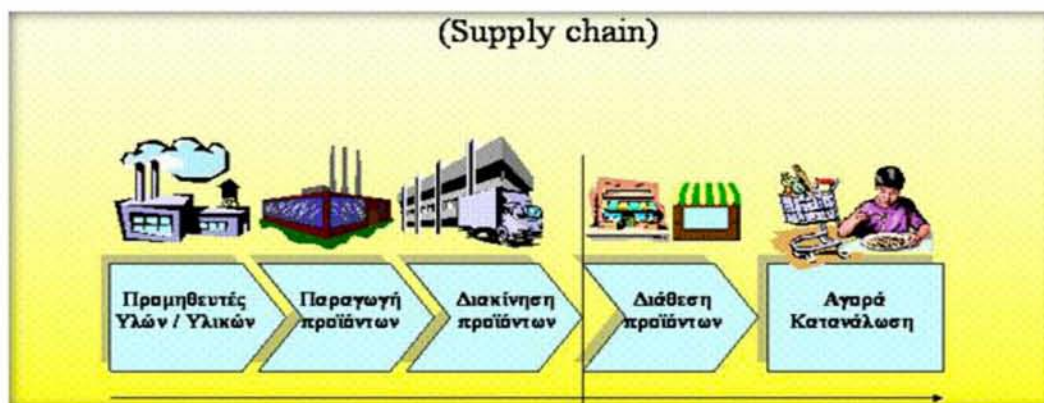 (Supply chain)
Προμηθευτές
Υλών / Υλικών
Παραγωγή
προϊόντων
Διακίνηση
προϊόντων
Διάθεση
προϊόντων
Αγορά
Κατανάλωση